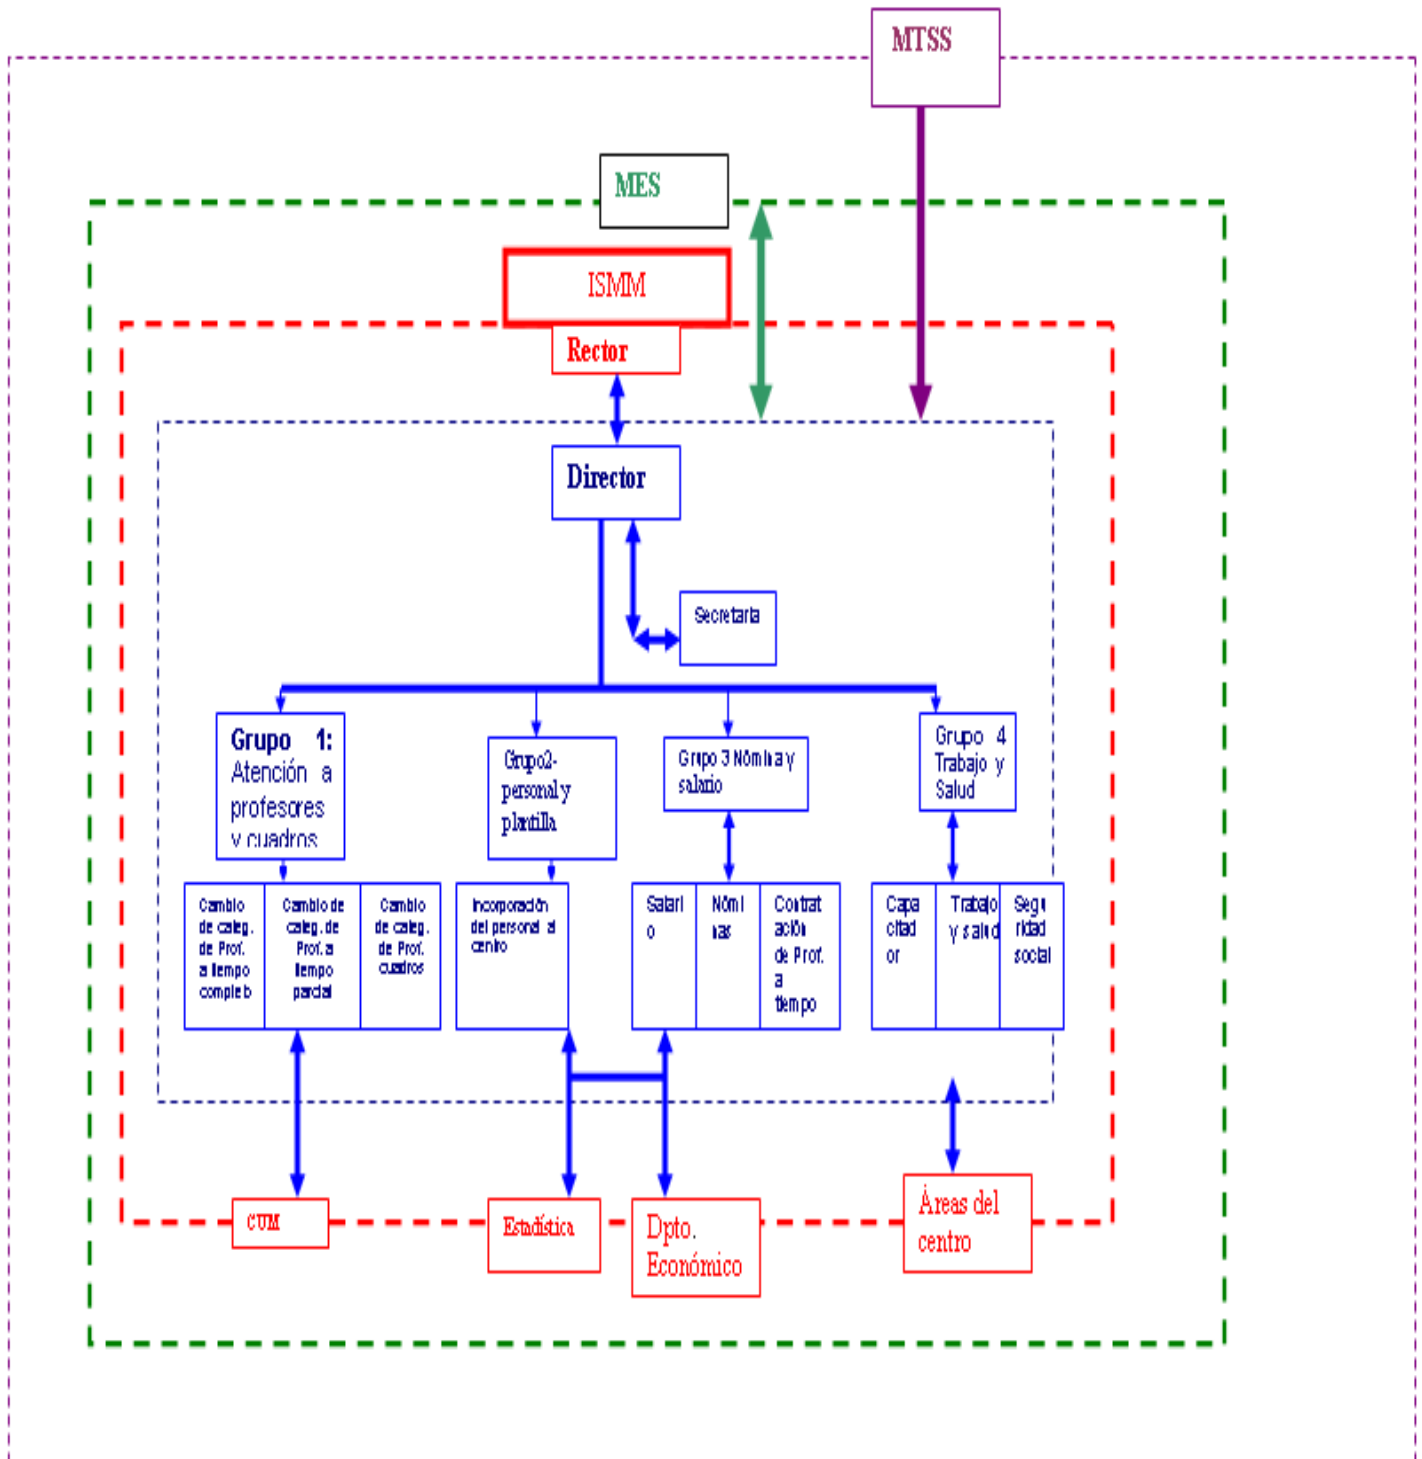 MTSS
MES
ISMM
Rector
Director
Secretaria
Grupo 1:
Atención a
profesores
y cuadros
Grupo2-
personal y
plantilla
Grupo 3 Nómina y
salario
Grupo 4
Trabajo y
Salud
Cambio
de categ.
de Prof.
a tiempo
completo
Cambio de
categ. de
Prof. a
tiempo
parcial
Cambio
de categ.
de Prof.
cuadros
Incorporación
del personal al
centro
Salari
o
Nómi
nas
Contrat
ación
de Prof.
a
tiempo
Capa
citad
or
Trabajo
y salud
Segu
ridad
social
CUM
Estadística
Dpto.
Económico
Áreas del
centro